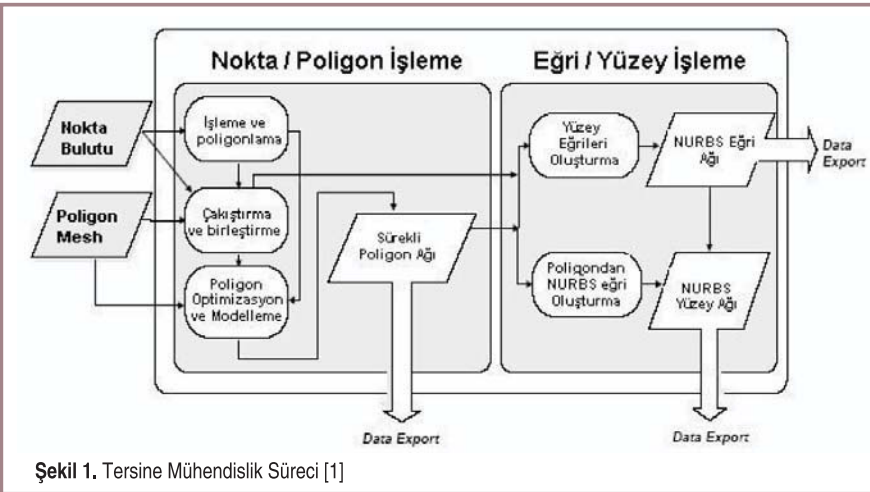 Nokta / Poligon İşleme
Eğri / Yüzey İşleme
Nokta
Bulutu
Poligon
Mesh
İşleme ve
poligonlama
Çakıştırma
ve birleştirme
Poligon
Optimizasyon
ve Modelleme
Sürekli
Poligon Ağı
Data Export
Yüzey
Eğrileri
Oluşturma
NURBS Eğri
Ağı
Data
Export
Poligondan
NURBS eğri
Oluşturma
NURBS
Yüzey Ağı
Data Export
Şekil 1. Tersine Mühendislik Süreci [1]